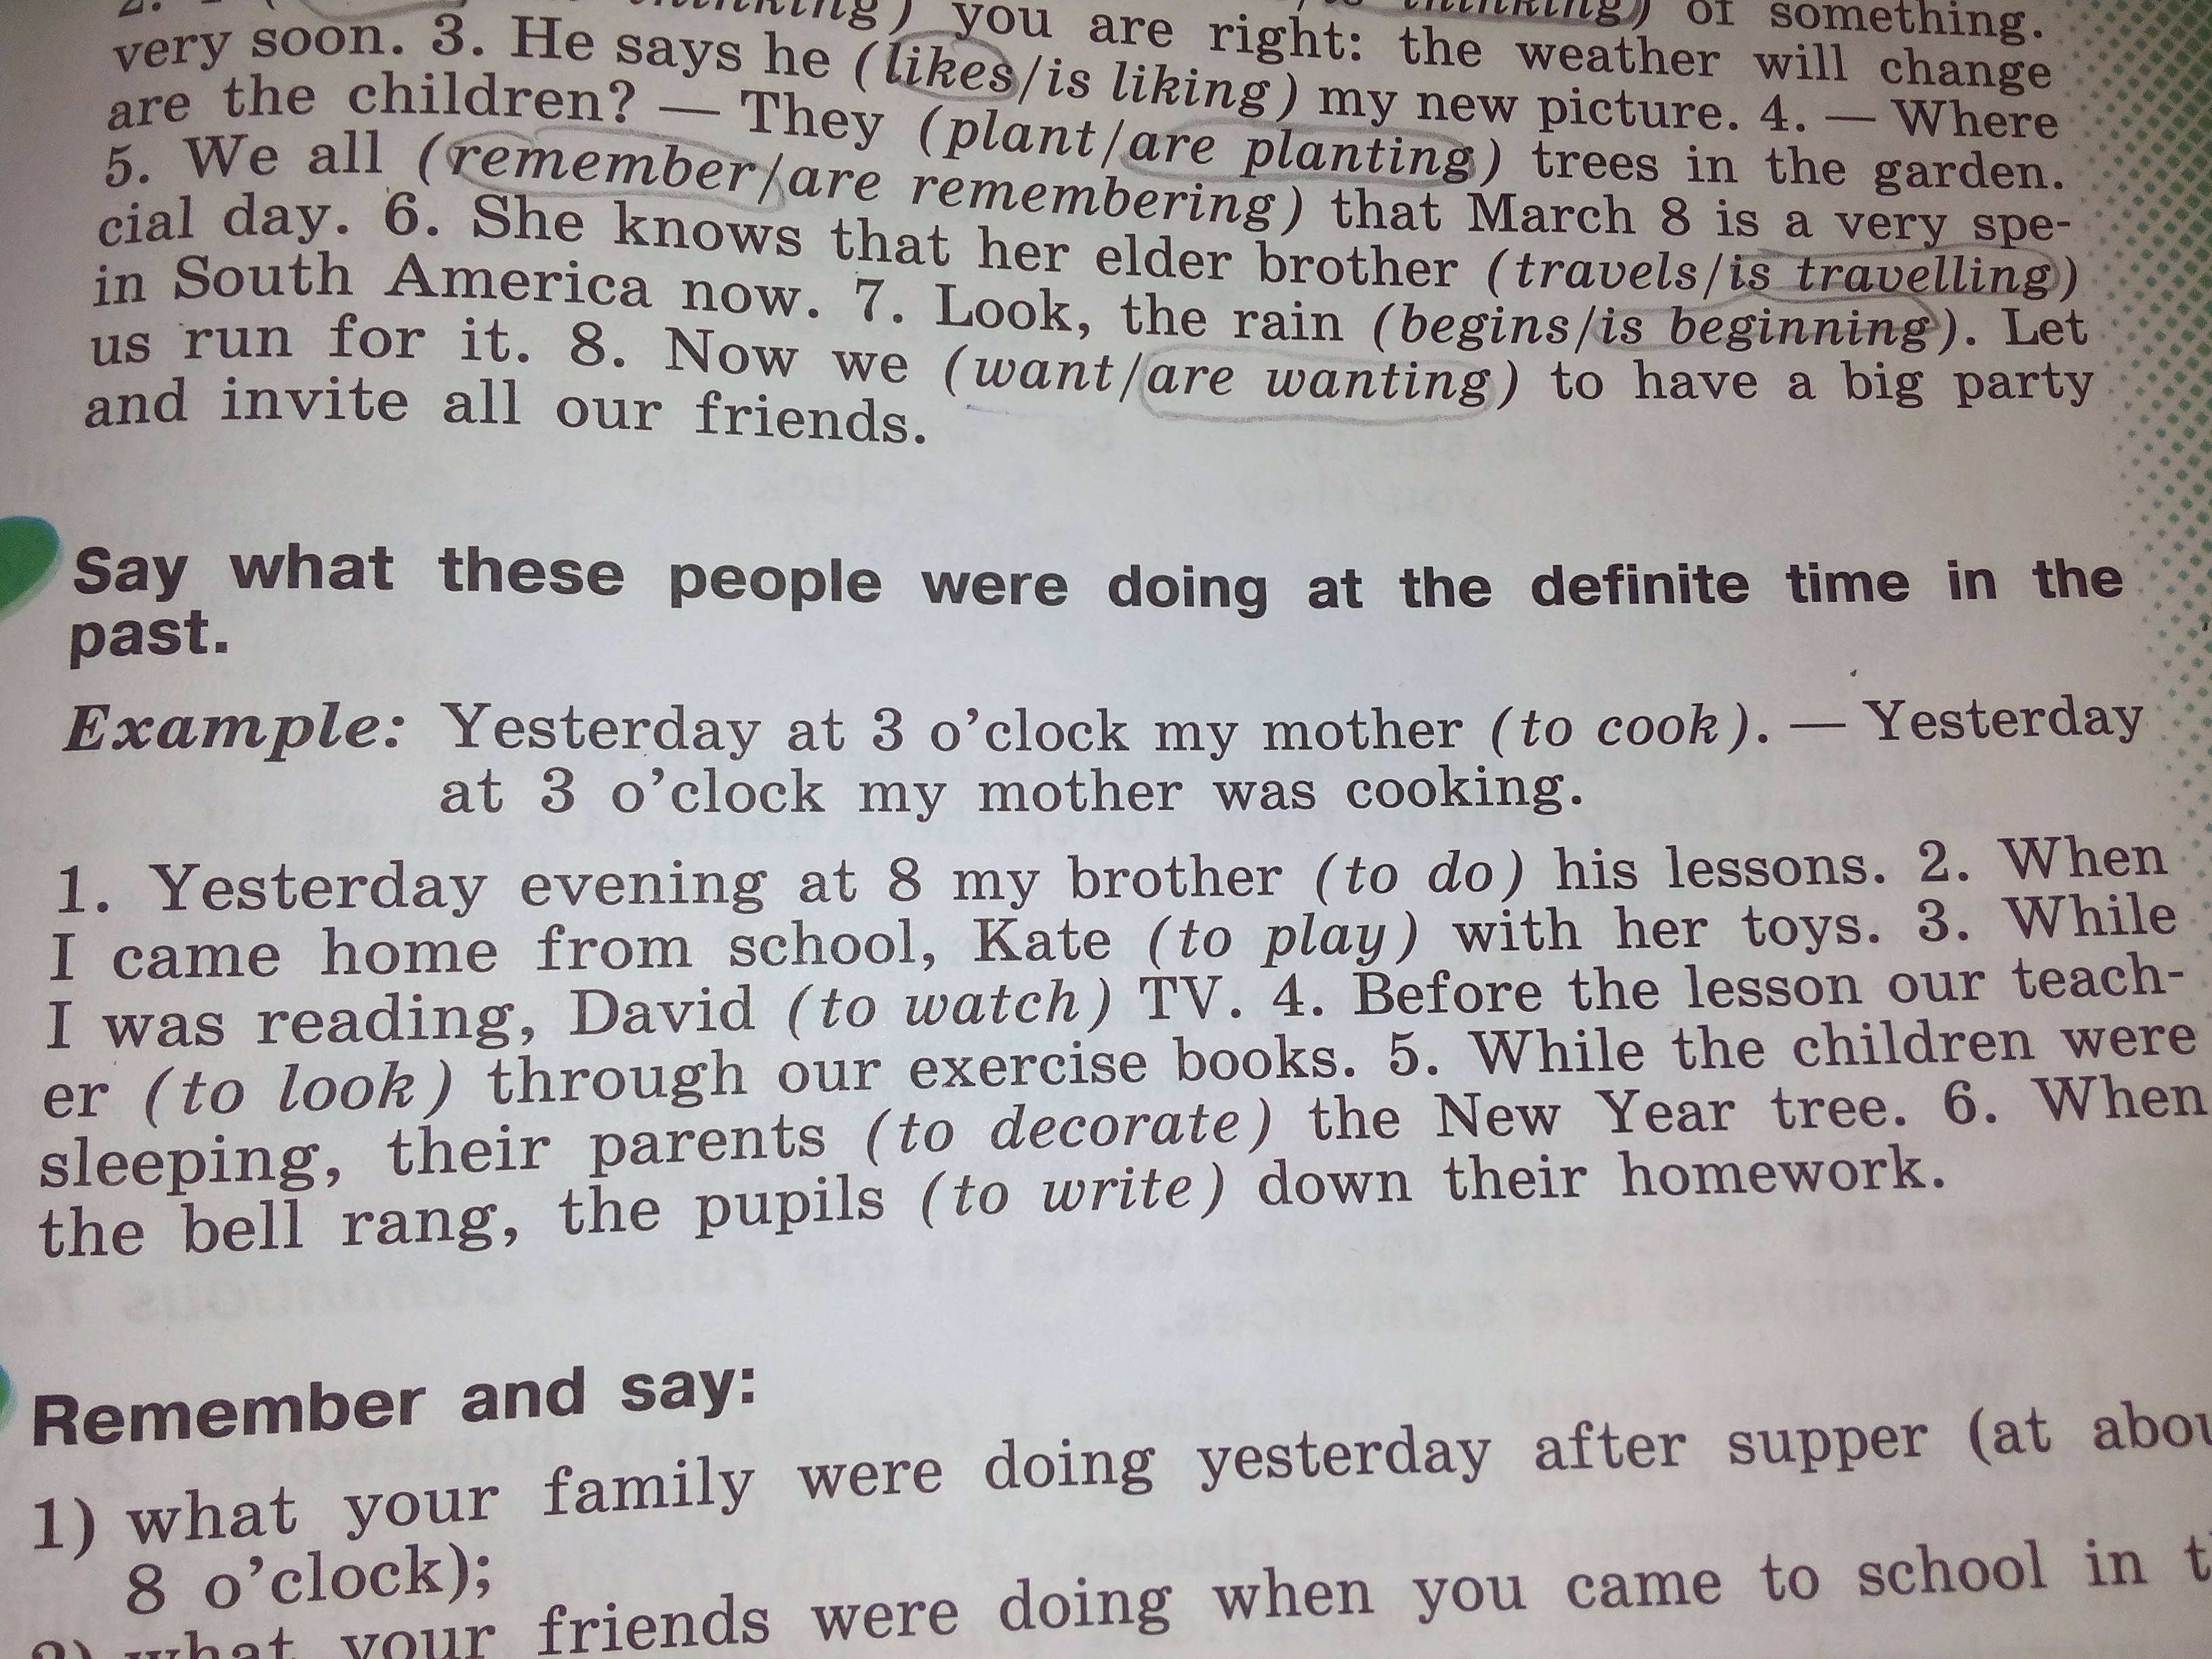 2. thinking) you are right: the weather will change thinking) of something.
very soon. 3. He says he (likes/is liking) my new picture. 4. — Where
are the children? — They (plant/are planting) trees in the garden.
5. We all (remember/are remembering) that March 8 is a very spe-
cial day. 6. She knows that her elder brother (travels/is travelling)
in South America now. 7. Look, the rain (begins/is beginning). Let
us run for it. 8. Now we (want/are wanting) to have a big party
and invite all our friends.
Say what these people were doing at the definite time in the
past.
Example: Yesterday at 3 o'clock my mother (to cook). — Yesterday
at 3 o'clock my mother was cooking.
1. Yesterday evening at 8 my brother (to do) his lessons. 2. When
I came home from school, Kate (to play) with her toys. 3. While
I was reading, David (to watch) TV. 4. Before the lesson our teach-
er (to look) through our exercise books. 5. While the children were
sleeping, their parents (to decorate) the New Year tree. 6. When
the bell rang, the pupils (to write) down their homework.
Remember and say:
1) what your family were doing yesterday after supper (at abou
8 o'clock);
2) what your friends were doing when you came to school in t